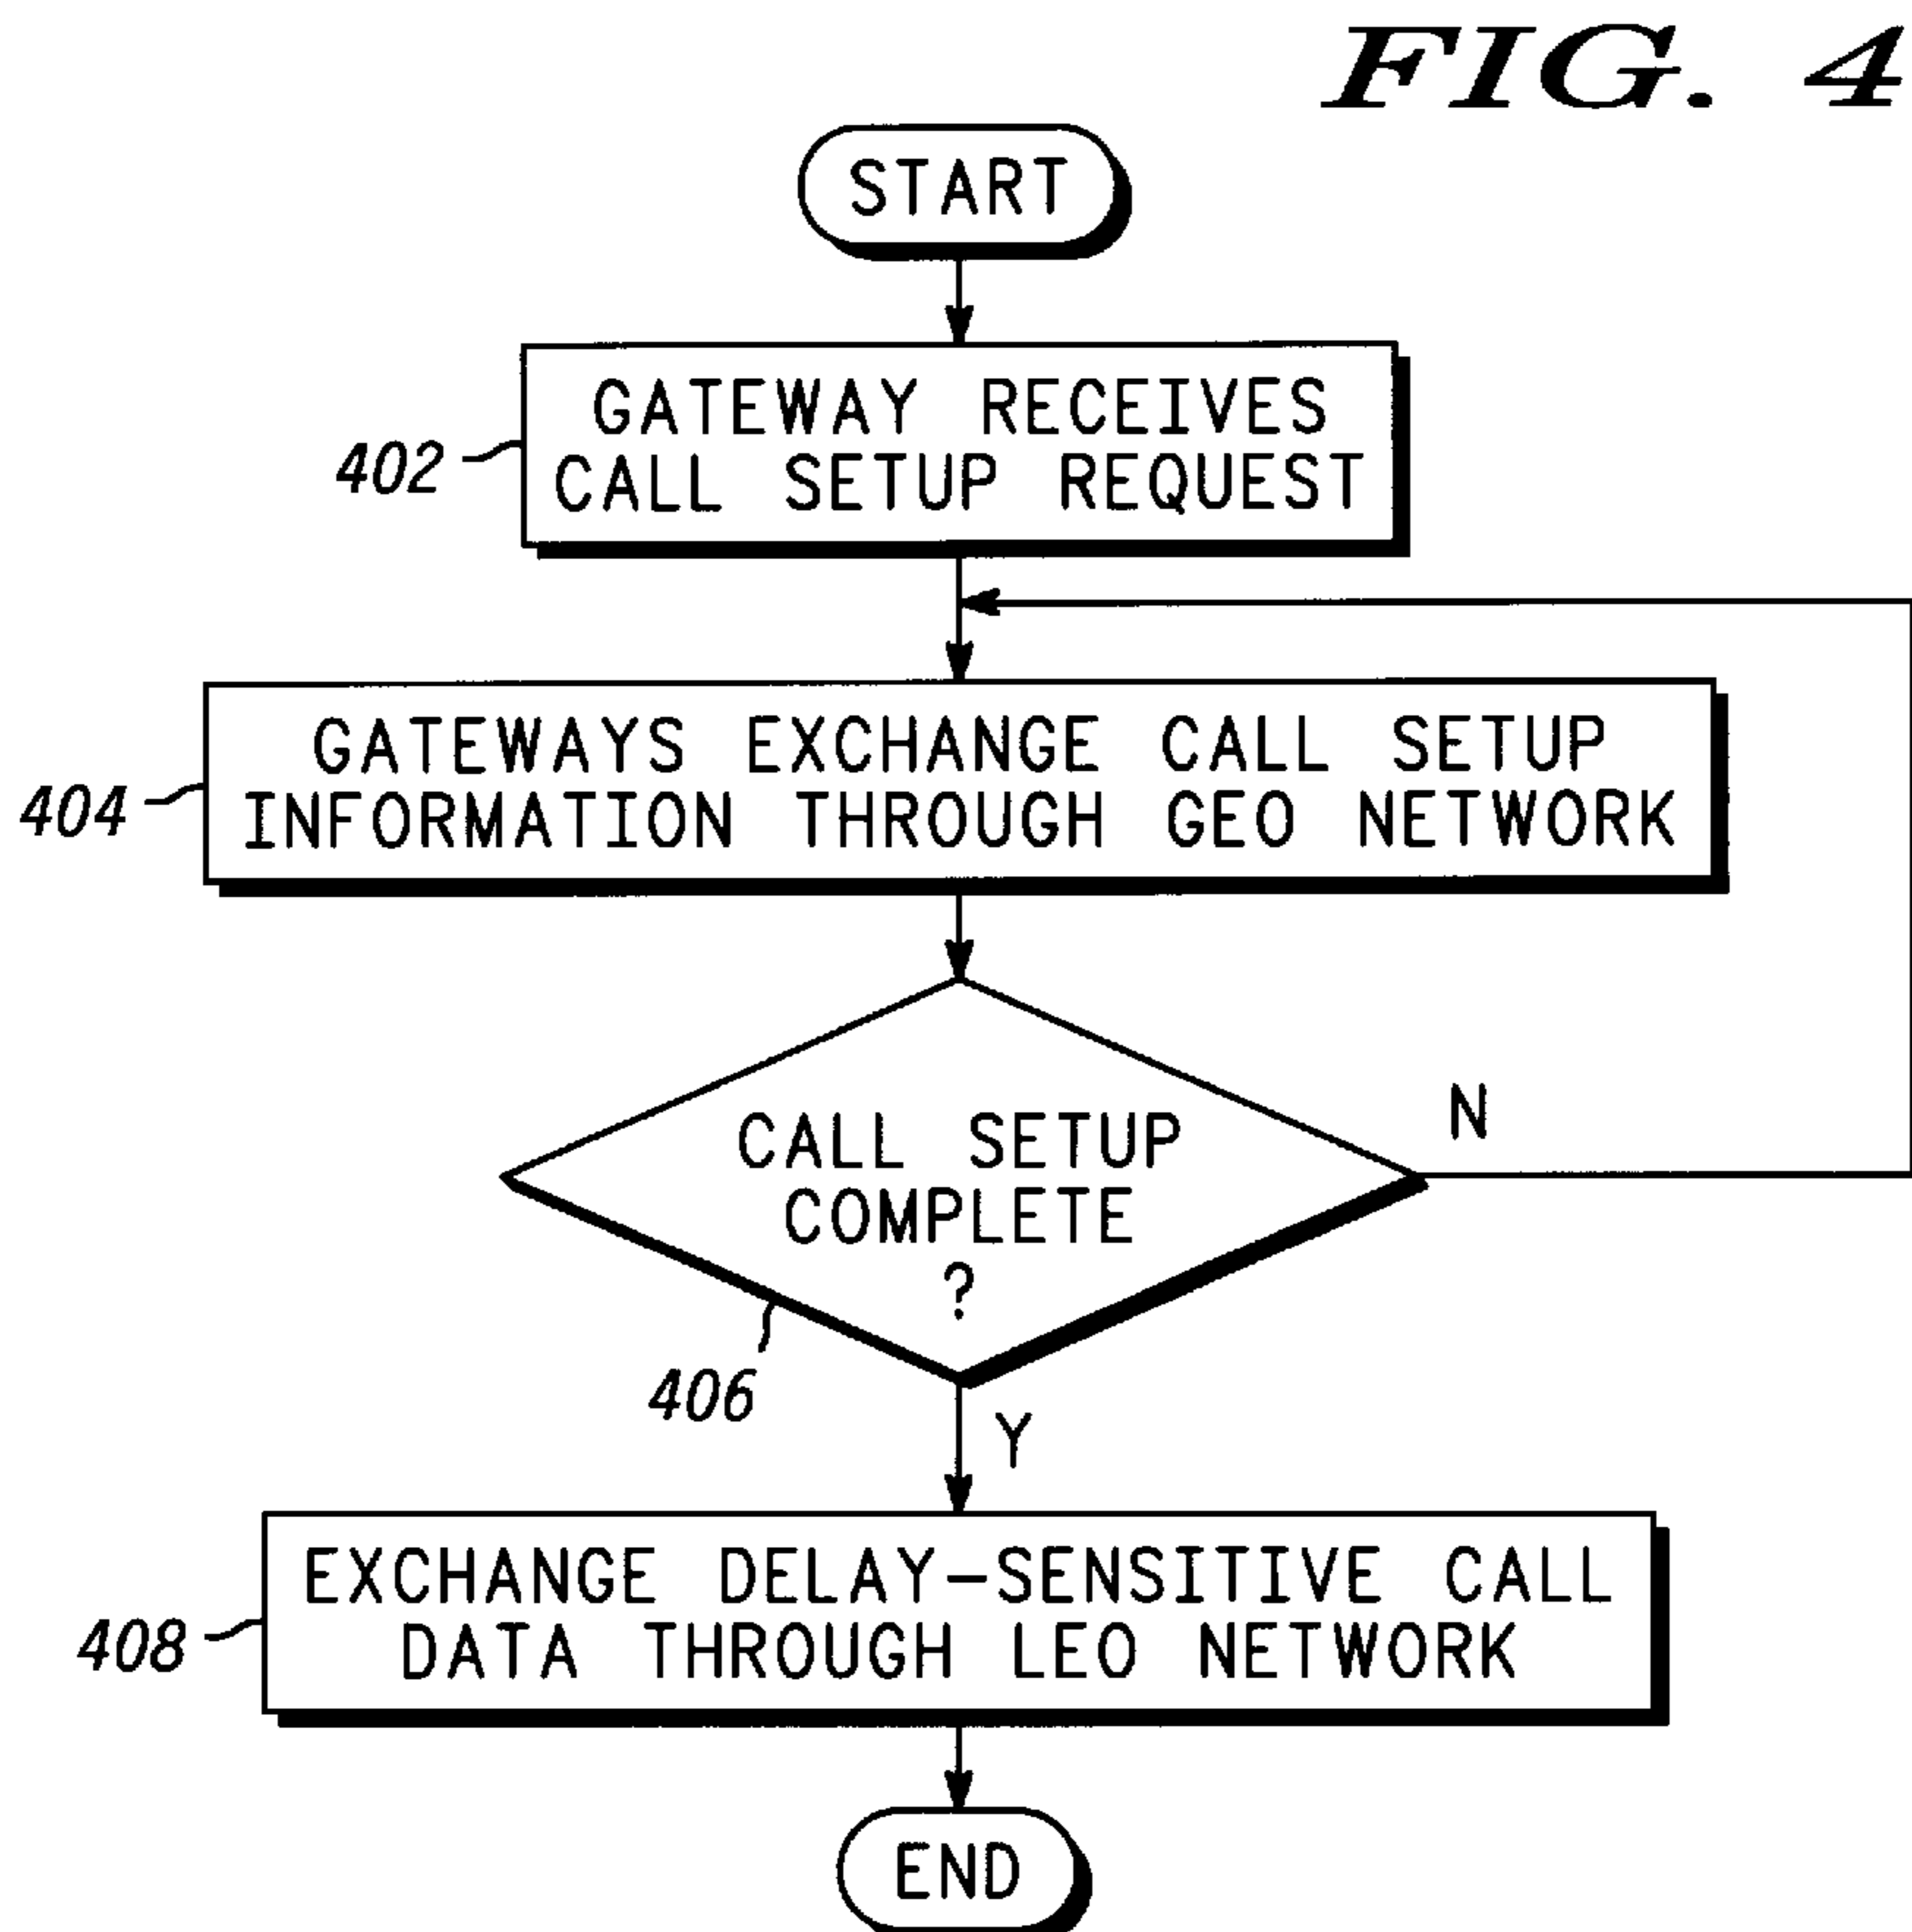 FIG. 4
START
GATEWAY RECEIVES
CALL SETUP REQUEST
402
GATEWAYS EXCHANGE CALL SETUP
INFORMATION THROUGH GEO NETWORK
404
CALL SETUP
COMPLETE
?
N
406
Y
EXCHANGE DELAY-SENSITIVE CALL
DATA THROUGH LEO NETWORK
408
END